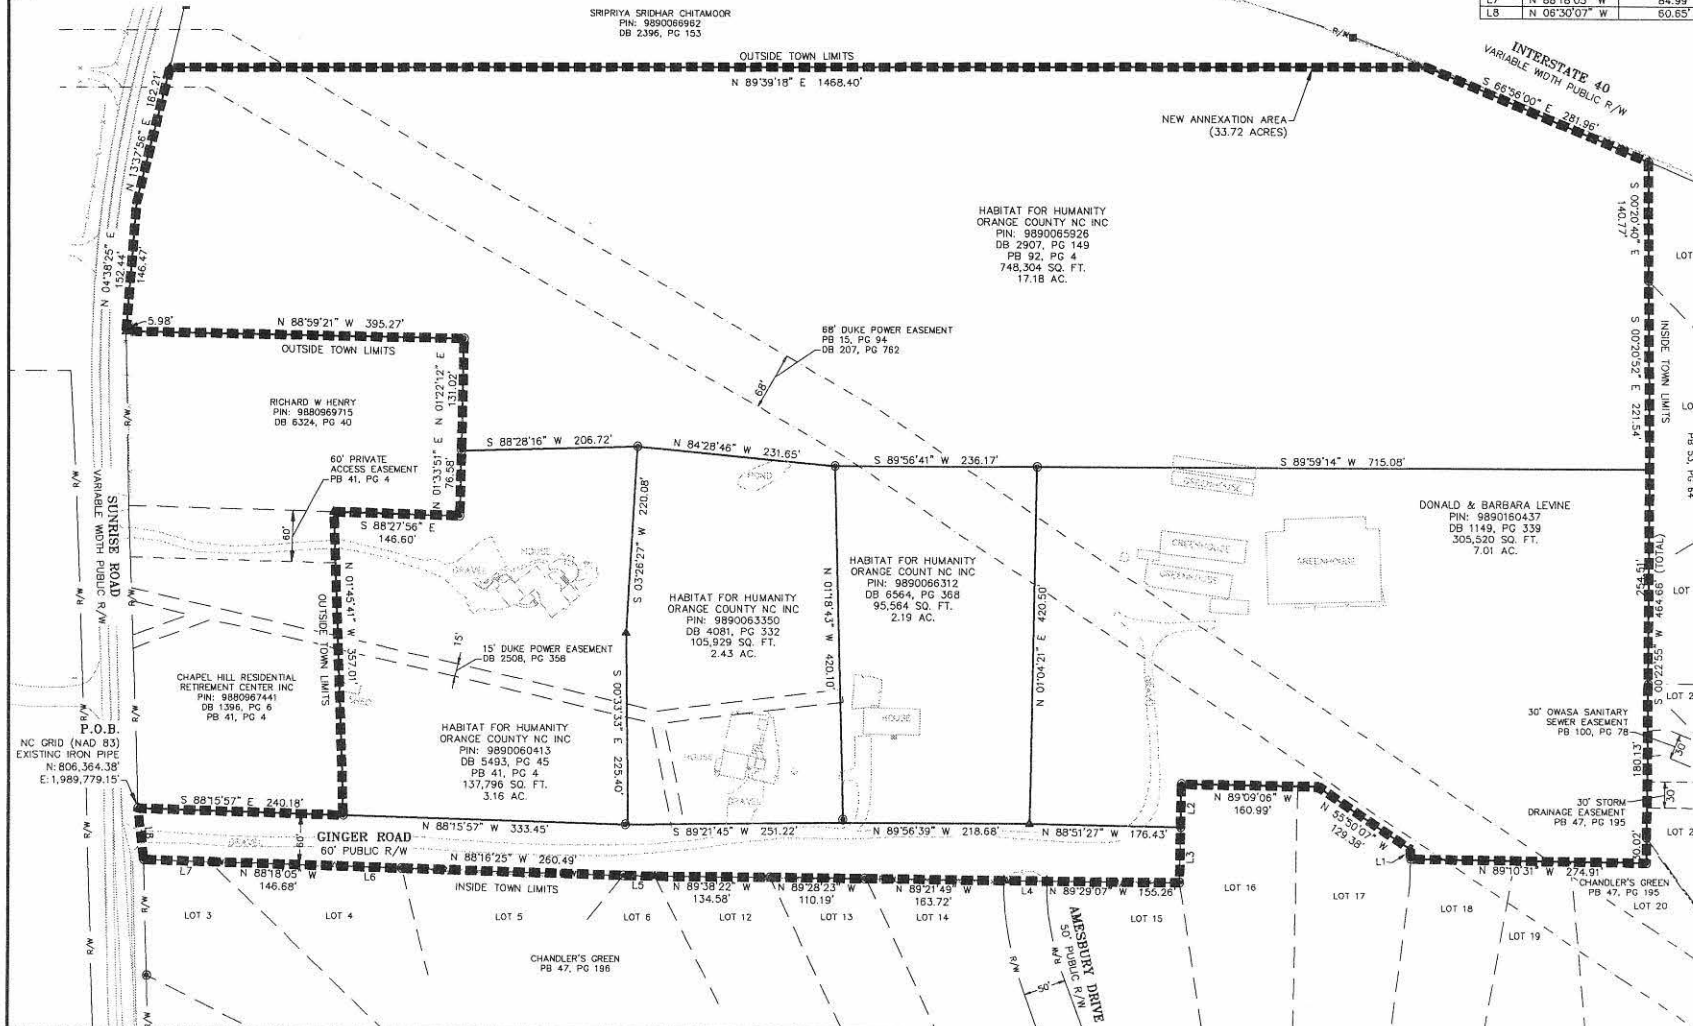 SRIPRIYA SRIDHAR CHITAMOOR
PIN: 9890066962
DB 2396, PG 153
L7 N 88°18'05" W 84.99'
L8 N 06°30'07" W 60.65'
R/W
INTERSTATE 40
VARIABLE WIDTH PUBLIC R/W
OUTSIDE TOWN LIMITS
N 89°39'18" E 1468.40'
S 66°56'00" E 281.96'
NEW ANNEXATION AREA
(33.72 ACRES)
N 13°37'56" E 162.21'
N 04°38'25" E
152.44'
146.47'
5.98'
N 88°59'21" W 395.27'
OUTSIDE TOWN LIMITS
HABITAT FOR HUMANITY
ORANGE COUNTY NC INC
PIN: 9890065926
DB 2907, PG 149
PB 92, PG 4
748,304 SQ. FT.
17.18 AC.
S 00°20'40" E
140.77'
LOT
68' DUKE POWER EASEMENT
PB 15, PG 94
DB 207, PG 762
68'
S 00°20'52" E 221.54'
INSIDE TOWN LIMITS
RICHARD W HENRY
PIN: 9880969715
DB 6324, PG 40
N 01°22'12" E
131.02'
N 01°33'51" E
76.58'
60' PRIVATE
ACCESS EASEMENT
PB 41, PG 4
60'
S 88°27'56" E
146.60'
S 88°28'16" W 206.72'
N 84°28'46" W 231.65'
S 89°56'41" W 236.17'
S 89°59'14" W 715.08'
LO
PB 53, PG 84
POND
GREENHOUSE
GREENHOUSE
GREENHOUSE
GREENHOUSE
GREENHOUSE
DONALD & BARBARA LEVINE
PIN: 9890160437
DB 1149, PG 339
305,520 SQ. FT.
7.01 AC.
R/W
R/W
SUNRISE ROAD
VARIABLE WIDTH PUBLIC R/W
R/W
R/W
HOUSE
GRAVEL
S 03°26'27" W 220.08'
HABITAT FOR HUMANITY
ORANGE COUNTY NC INC
PIN: 9890063350
DB 4081, PG 332
105,929 SQ. FT.
2.43 AC.
N 01°18'43" W 420.10'
HABITAT FOR HUMANITY
ORANGE COUNT NC INC
PIN: 9890066312
DB 6564, PG 368
95,564 SQ. FT.
2.19 AC.
N 01°04'21" E 420.50'
254.51'
S 00°22'55" W 464.66' (TOTAL)
LOT
N 01°45'41" W 357.01'
OUTSIDE TOWN LIMITS
15'
15' DUKE POWER EASEMENT
DB 2508, PG 358
CHAPEL HILL RESIDENTIAL
RETIREMENT CENTER INC
PIN: 9880967441
DB 1396, PG 6
PB 41, PG 4
R/W
R/W
P.O.B.
NC GRID (NAD 83)
EXISTING IRON PIPE
N: 806,364.38'
E: 1,989,779.15'
HABITAT FOR HUMANITY
ORANGE COUNTY NC INC
PIN: 9890060413
DB 5493, PG 45
PB 41, PG 4
137,796 SQ. FT.
3.16 AC.
S 00°33'33" E 225.40'
HOUSE
HOUSE
GRAVEL
GRAVEL
LOT 2
30' OWASA SANITARY
SEWER EASEMENT
PB 100, PG 78
30'
180.13'
30'
30' STORM
DRAINAGE EASEMENT
PB 47, PG 195
LOT 2
30.02'
S 88°15'57" E 240.18'
N 88°15'57" W 333.45'
S 89°21'45" W 251.22'
N 89°56'39" W 218.68'
N 88°51'27" W 176.43'
L2
L3
N 89°09'06" W
160.99'
N 55°50'07" W
129.38'
L1
N 89°10'31" W 274.91'
L8
GRAVEL
60'
GINGER ROAD
60' PUBLIC R/W
N 88°16'25" W 260.49'
INSIDE TOWN LIMITS
L7
N 88°18'05" W
146.68'
L6
L5
N 89°38'22" W
134.58'
N 89°28'23" W
110.19'
N 89°21'49" W
163.72'
L4
N 89°29'07" W 155.26'
CHANDLER'S GREEN
PB 47, PG 195
R/W
R/W
LOT 3
LOT 4
LOT 5
LOT 6
LOT 12
LOT 13
LOT 14
LOT 15
LOT 16
LOT 17
LOT 18
LOT 19
LOT 20
CHANDLER'S GREEN
PB 47, PG 196
R/W
R/W
50'
AMESBURY DRIVE
50' PUBLIC R/W
R/W
R/W